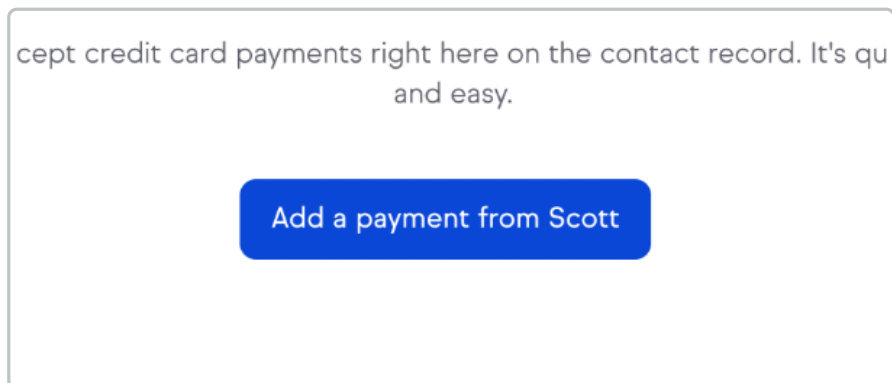 cept credit card payments right here on the contact record. It's qu
and easy.
Add a payment from Scott